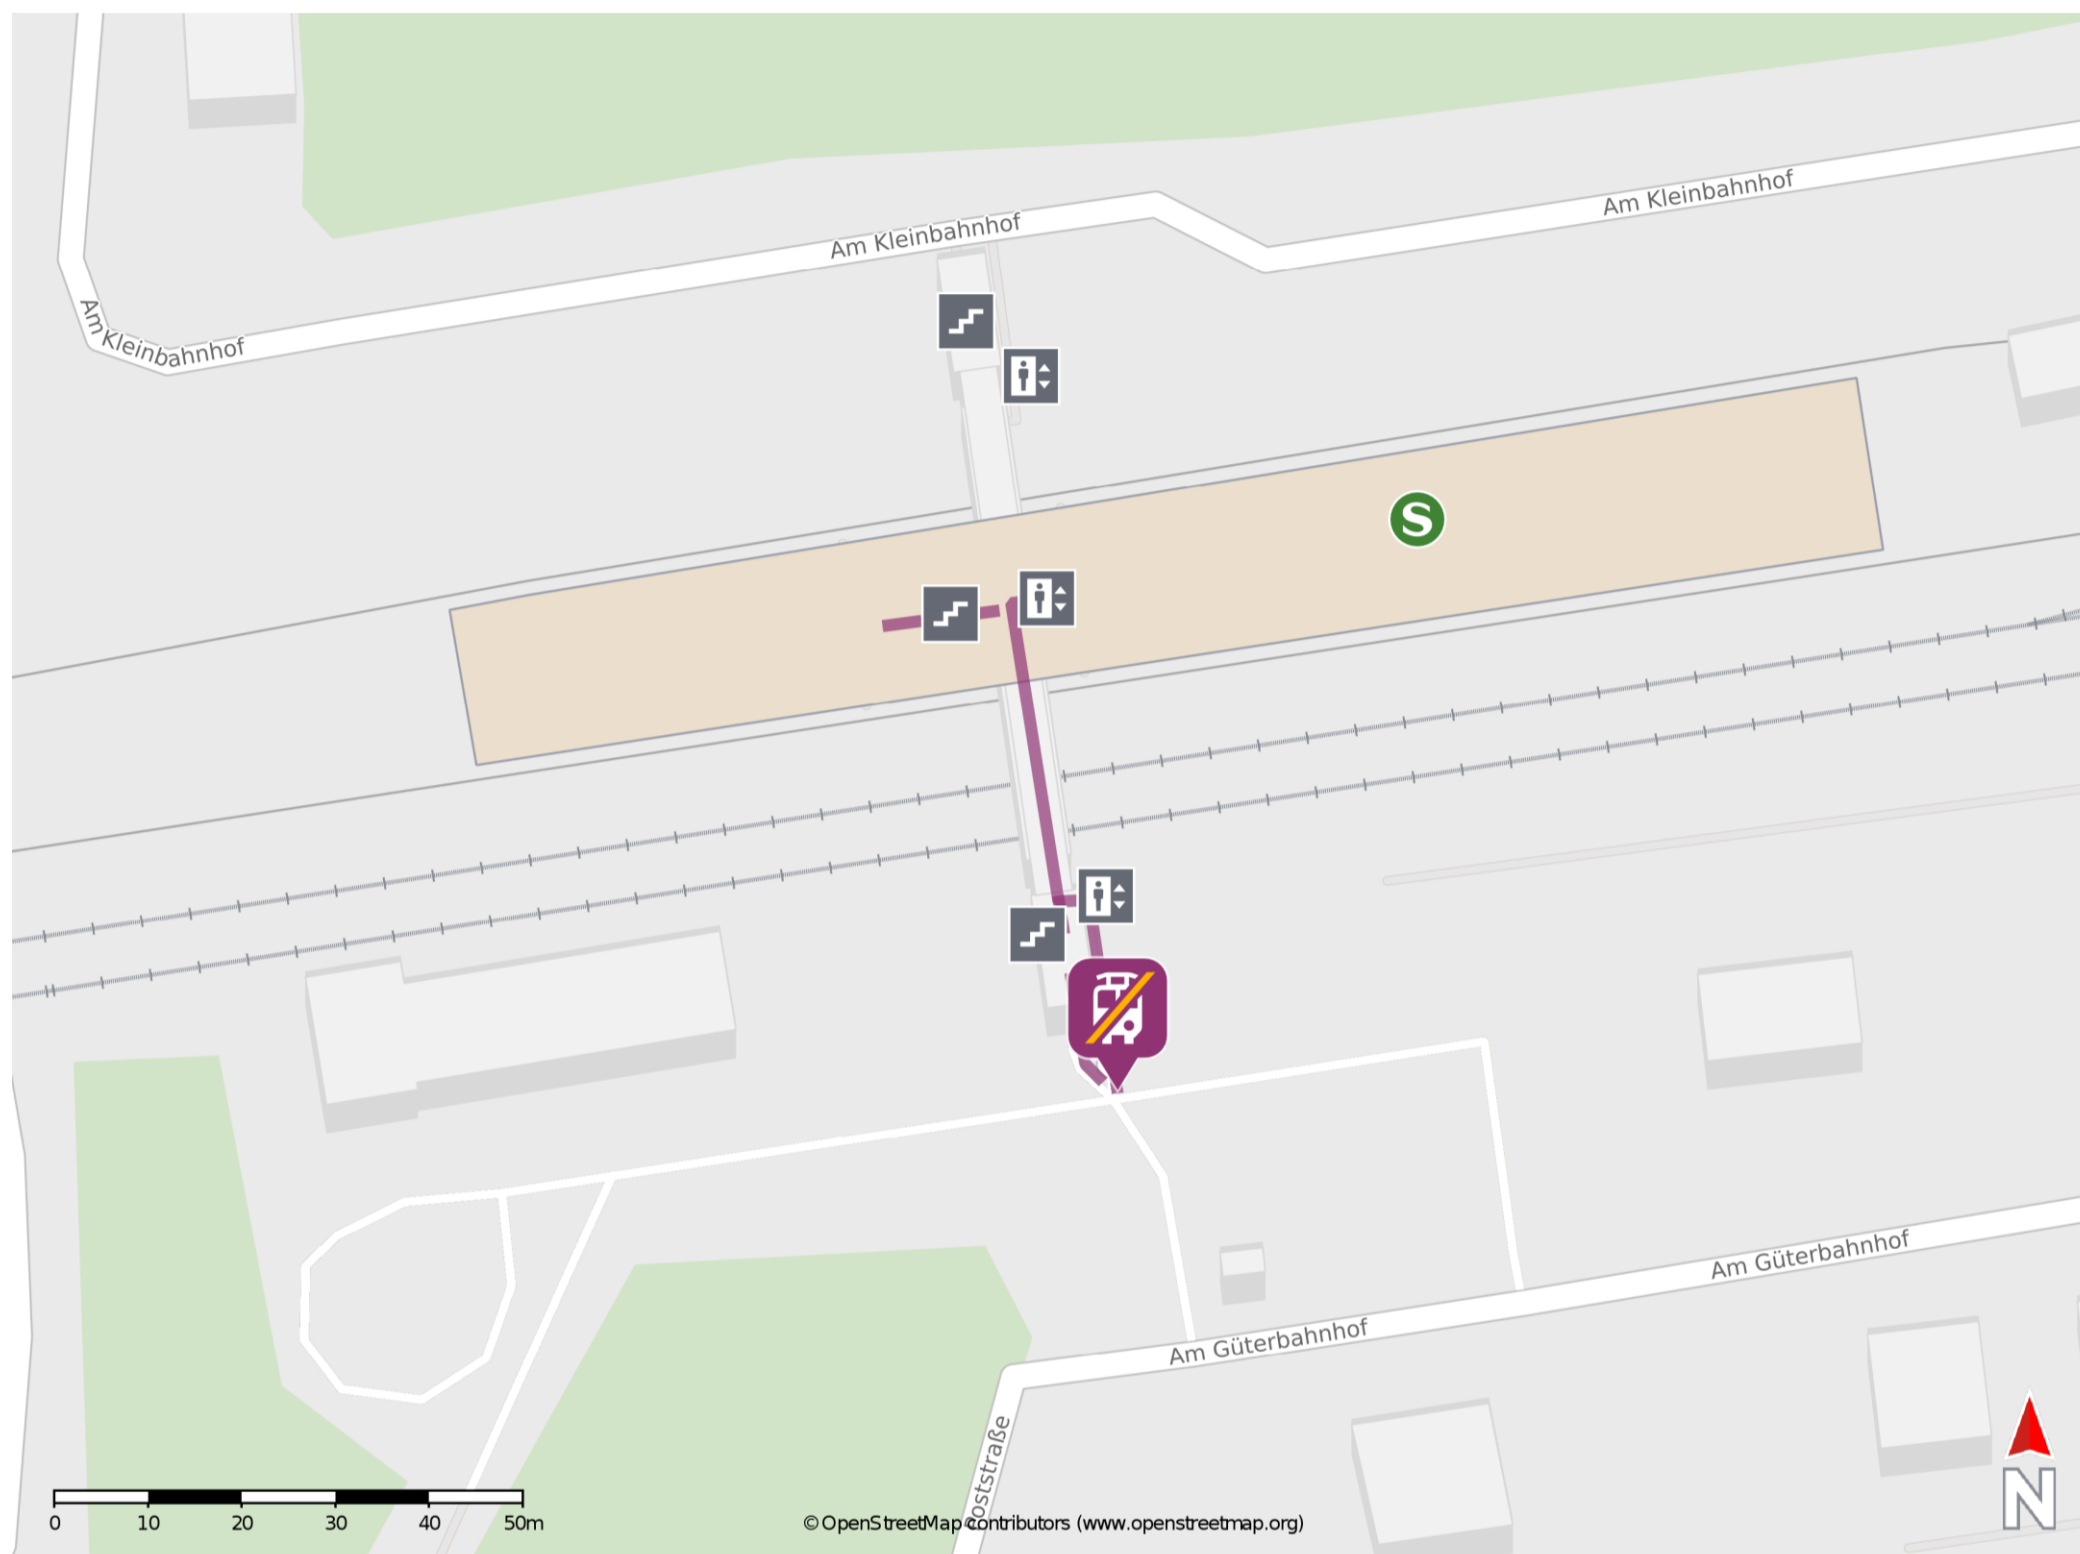 Am Kleinbahnhof
Am Kleinbahnhof
Am Kleinbahnhof
S
Am Güterbahnhof
Am Güterbahnhof
0 10 20 30 40 50m
© OpenStreetMap contributors (www.openstreetmap.org)
N